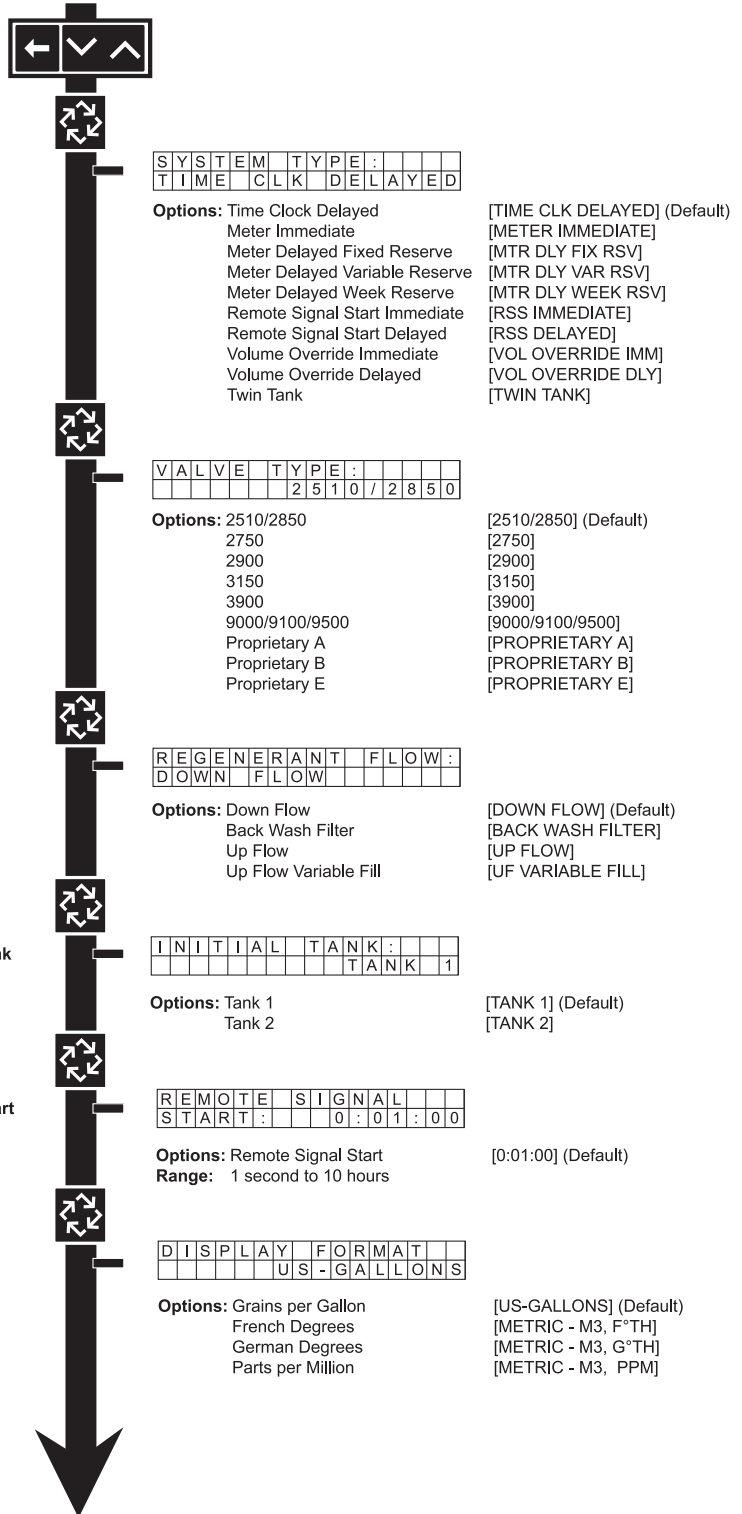 SYSTEM TYPE:
TIME CLK DELAYED
Options: Time Clock Delayed [TIME CLK DELAYED] (Default)
Meter Immediate [METER IMMEDIATE]
Meter Delayed Fixed Reserve [MTR DLY FIX RSV]
Meter Delayed Variable Reserve [MTR DLY VAR RSV]
Meter Delayed Week Reserve [MTR DLY WEEK RSV]
Remote Signal Start Immediate [RSS IMMEDIATE]
Remote Signal Start Delayed [RSS DELAYED]
Volume Override Immediate [VOL OVERRIDE IMM]
Volume Override Delayed [VOL OVERRIDE DLY]
Twin Tank [TWIN TANK]
VALVE TYPE:
2510/2850
Options: 2510/2850 [2510/2850] (Default)
2750 [2750]
2900 [2900]
3150 [3150]
3900 [3900]
9000/9100/9500 [9000/9100/9500]
Proprietary A [PROPRIETARY A]
Proprietary B [PROPRIETARY B]
Proprietary E [PROPRIETARY E]
REGENERANT FLOW:
DOWN FLOW
Options: Down Flow [DOWN FLOW] (Default)
Back Wash Filter [BACK WASH FILTER]
Up Flow [UP FLOW]
Up Flow Variable Fill [UF VARIABLE FILL]
INITIAL TANK:
TANK 1
Options: Tank 1 [TANK 1] (Default)
Tank 2 [TANK 2]
REMOTE SIGNAL
START: 0:01:00
Options: Remote Signal Start [0:01:00] (Default)
Range: 1 second to 10 hours
DISPLAY FORMAT
US-GALLONS
Options: Grains per Gallon [US-GALLONS] (Default)
French Degrees [METRIC - M3, F°TH]
German Degrees [METRIC - M3, G°TH]
Parts per Million [METRIC - M3, PPM]